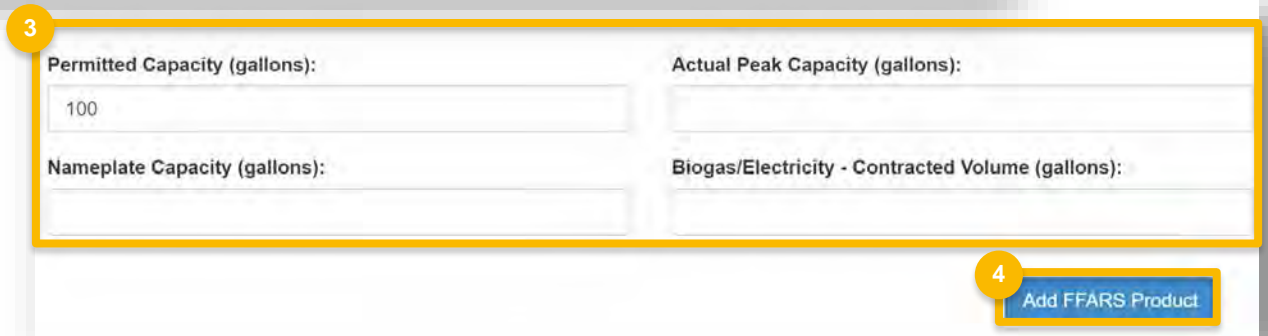 3
Permitted Capacity (gallons): Actual Peak Capacity (gallons):
100
Nameplate Capacity (gallons): Biogas/Electricity - Contracted Volume (gallons):
4
Add FFARS Product